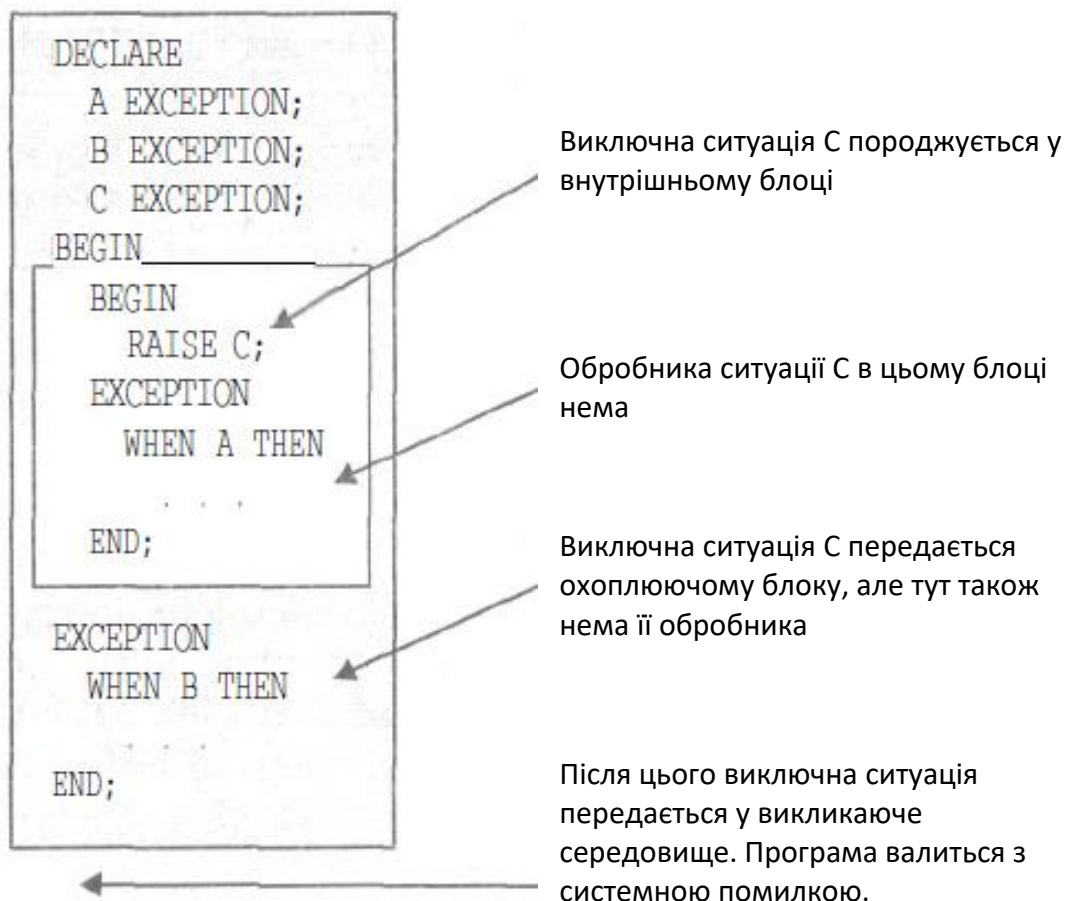 DECLARE
A EXCEPTION;
B EXCEPTION;
C EXCEPTION;
BEGIN
BEGIN
RAISE C;
EXCEPTION
WHEN A THEN
. . .
END;
EXCEPTION
WHEN B THEN
. . .
END;
Виключна ситуація С породжується у
внутрішньому блоці
Обробника ситуації С в цьому блоці
нема
Виключна ситуація С передається
охоплюючому блоку, але тут також
нема її обробника
Після цього виключна ситуація
передається у викликаюче
середовище. Програма валиться з
системною помилкою.